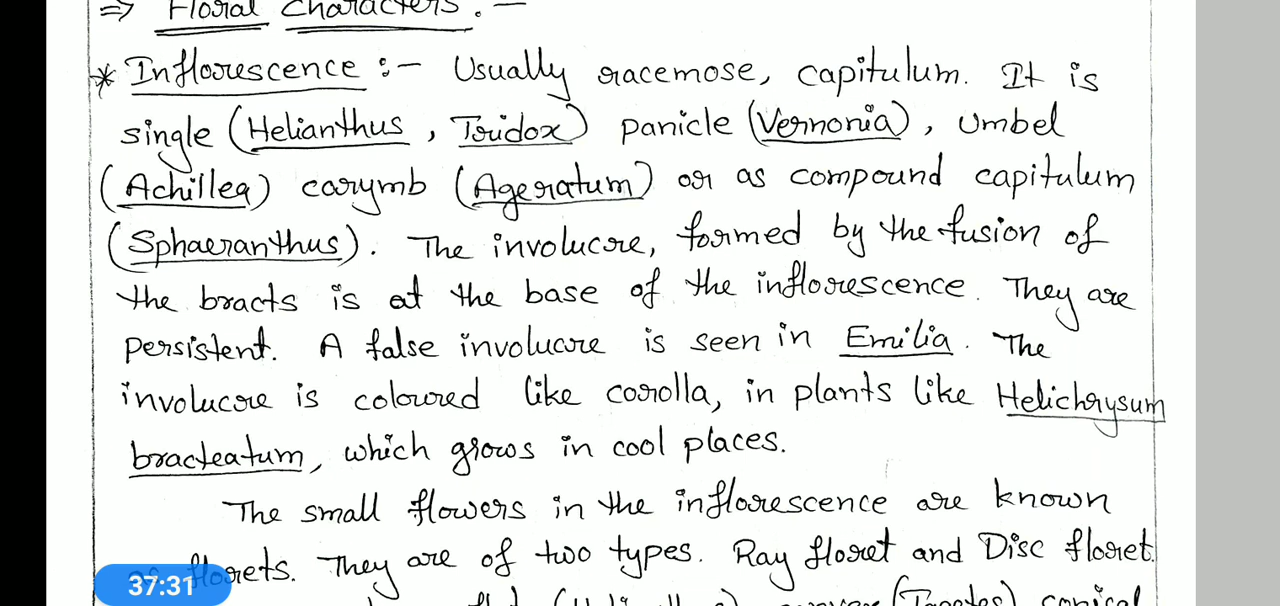 ⇒ Floral Characters :—
* Inflorescence :— Usually racemose, capitulum. It is
single (Helianthus, Tridox) panicle (Vernonia), Umbel
(Achillea) carymb (Ageratum) or as compound capitulum
(Sphaeranthus). The involucre, formed by the fusion of
the bracts is at the base of the inflorescence. They are
persistent. A false involucre is seen in Emilia. The
involucre is coloured like corolla, in plants like Helichrysum
bracteatum, which grows in cool places.
The small flowers in the inflorescence are known
florets. They are of two types. Ray floret and Disc floret.
(Tagetes) conical
37:31